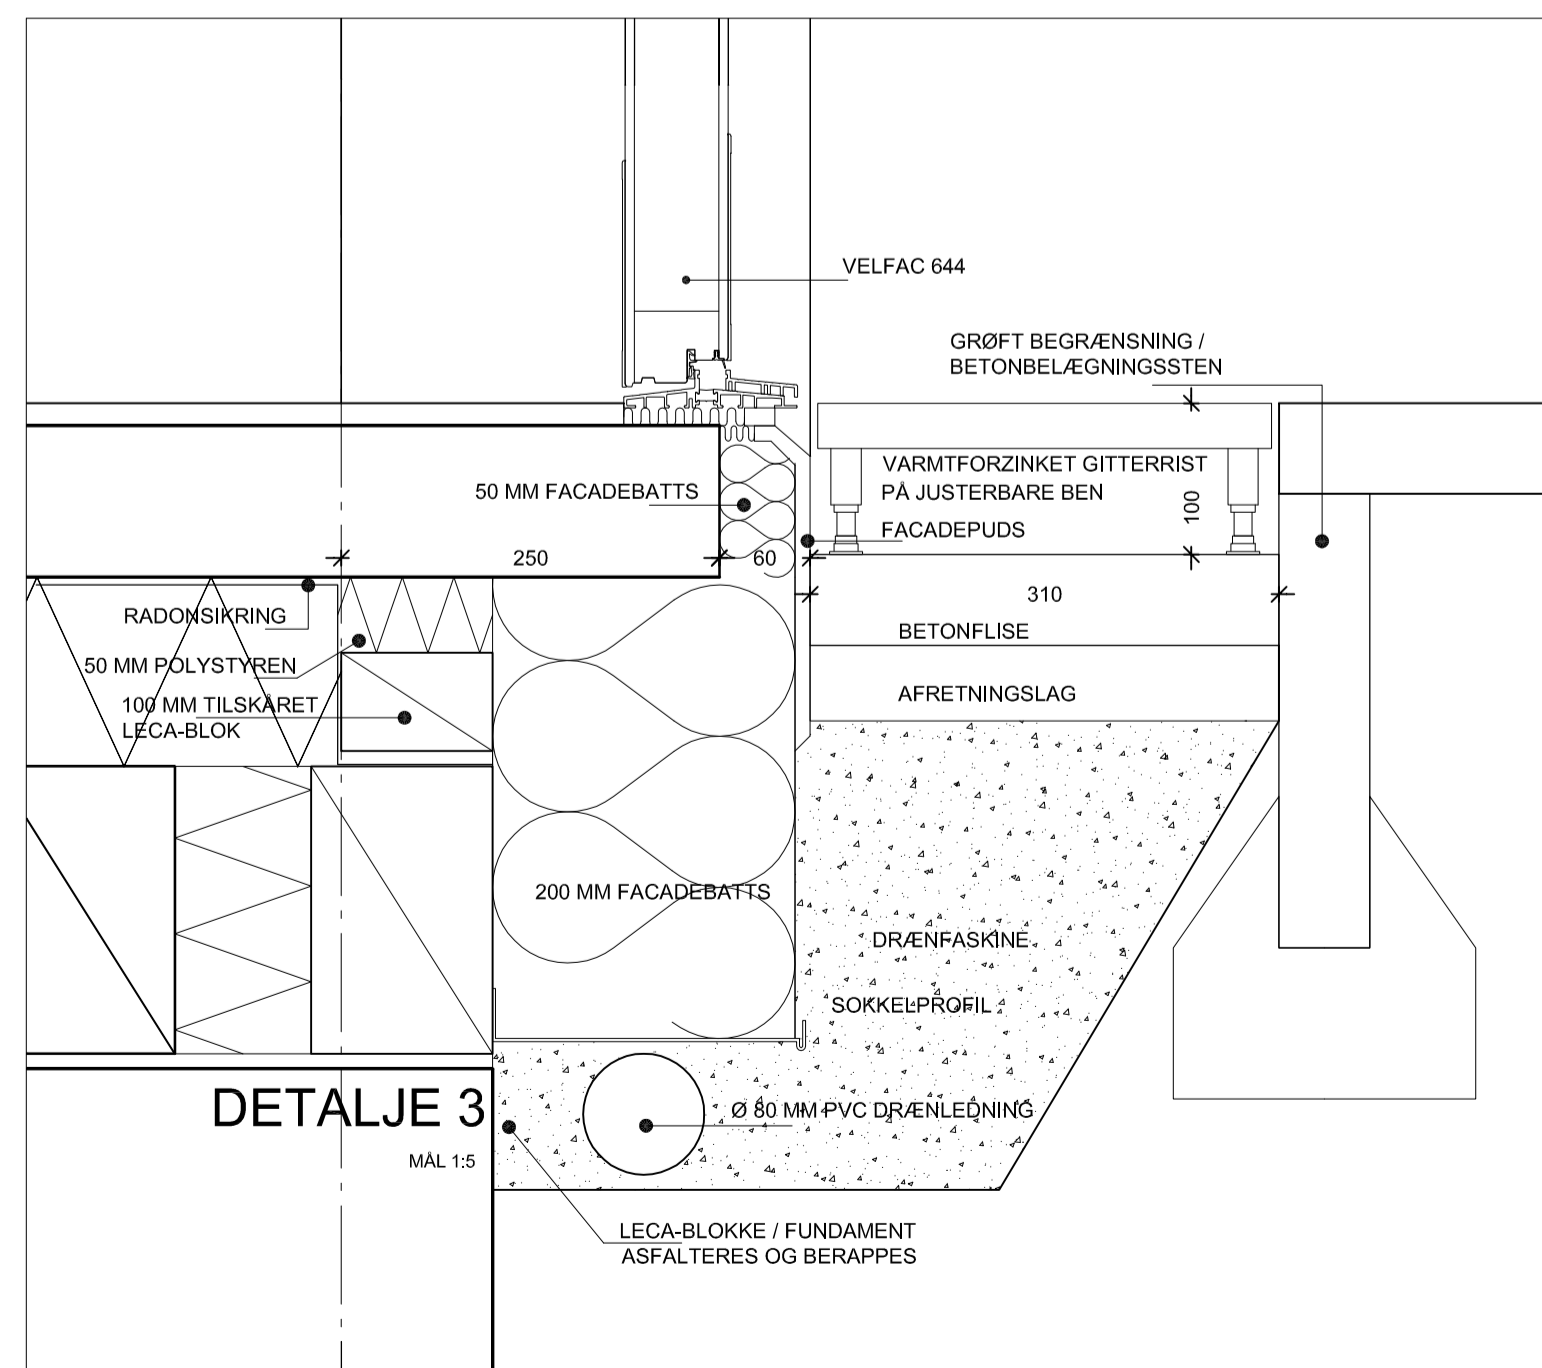 VELFAC 644
GRØFT BEGRÆNSNING /
BETONBELÆGNINGSSTEN
VARMTFORZINKET GITTERRIST
PÅ JUSTERBARE BEN
100
50 MM FACADEBATTS
FACADEPUDS
250
60
310
RADONSIKRING
BETONFLISE
50 MM POLYSTYREN
100 MM TILSKÅRET
LECA-BLOK
AFRETNINGSLAG
200 MM FACADEBATTS
DRÆNFASKINE
SOKKELPROFIL
DETALJE 3
MÅL 1:5
Ø 80 MM PVC DRÆNLEDNING
LECA-BLOKKE / FUNDAMENT
ASFALTERES OG BERAPPES